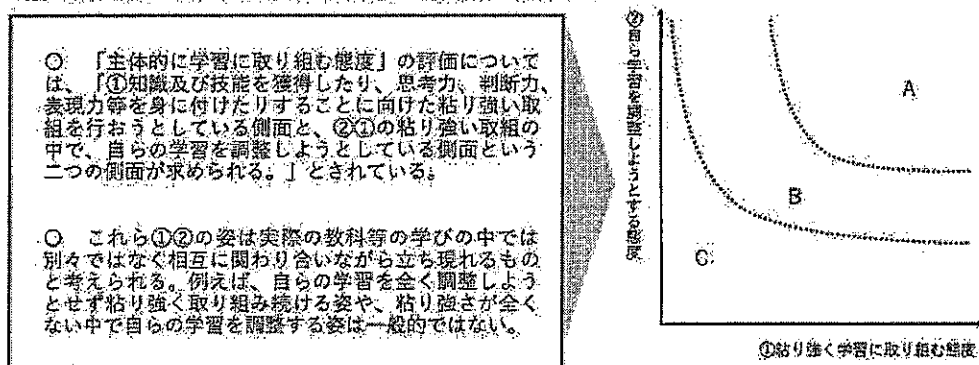 ○　「主体的に学習に取り組む態度」の評価について
は、「①知識及び技能を獲得したり、思考力、判断力、
表現力等を身に付けたりすることに向けた粘り強い取
組を行おうとしている側面と、②①の粘り強い取組の
中で、自らの学習を調整しようとしている側面という
二つの側面が求められる。」とされている。
○　これら①②の姿は実際の教科等の学びの中では
別々ではなく相互に関わり合いながら立ち現れるもの
と考えられる。例えば、自らの学習を全く調整しよう
とせず粘り強く取り組み続ける姿や、粘り強さが全く
ない中で自らの学習を調整する姿は一般的ではない。
②自ら学習を調整しようとする態度
A
B
C
①粘り強く学習に取り組む態度